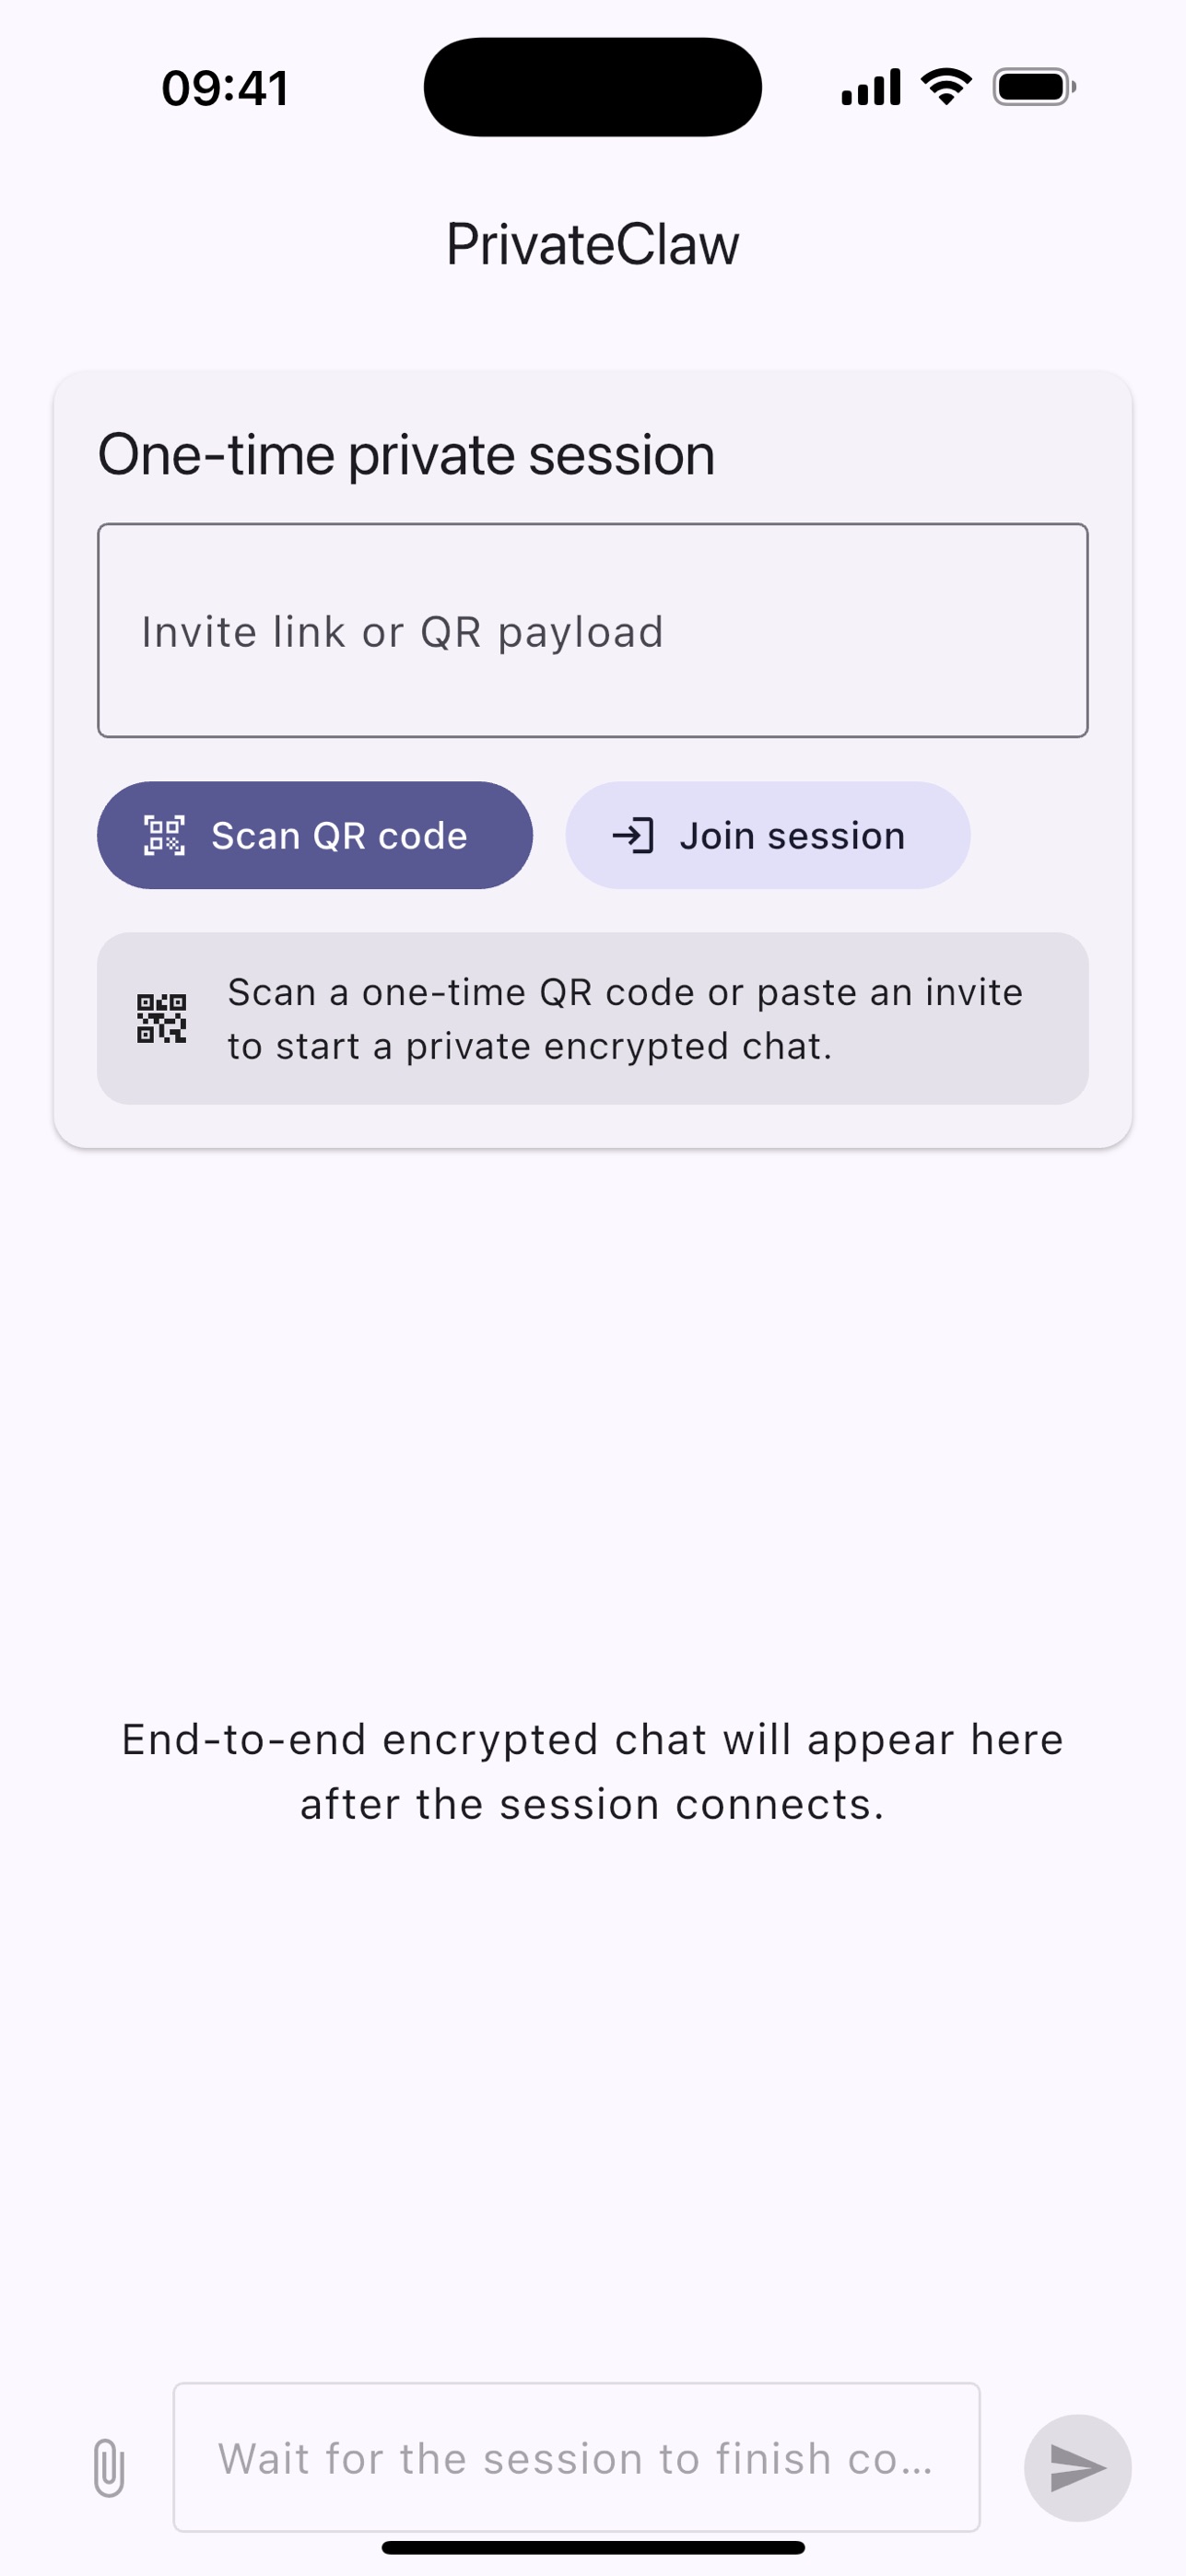 09:41
PrivateClaw
One-time private session
Invite link or QR payload
Scan QR code
Join session
Scan a one-time QR code or paste an invite
to start a private encrypted chat.
End-to-end encrypted chat will appear here
after the session connects.
Wait for the session to finish co...